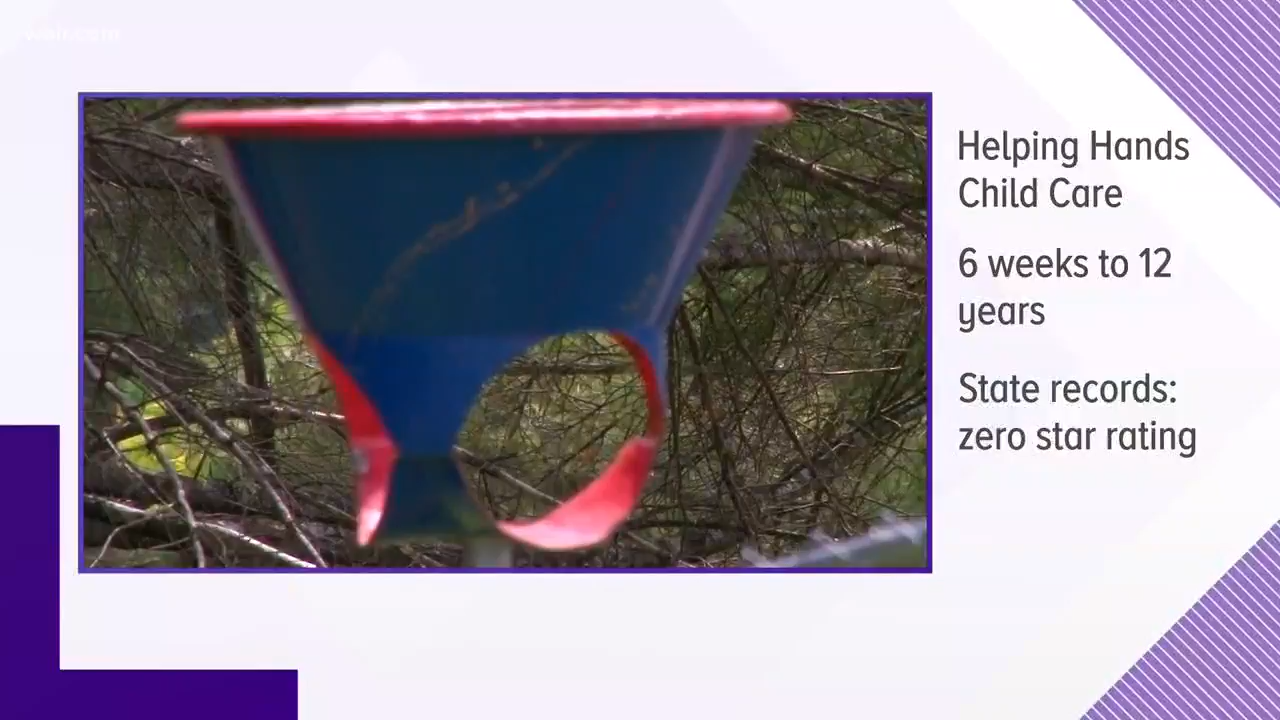 Helping Hands
Child Care
6 weeks to 12
years
State records:
zero star rating